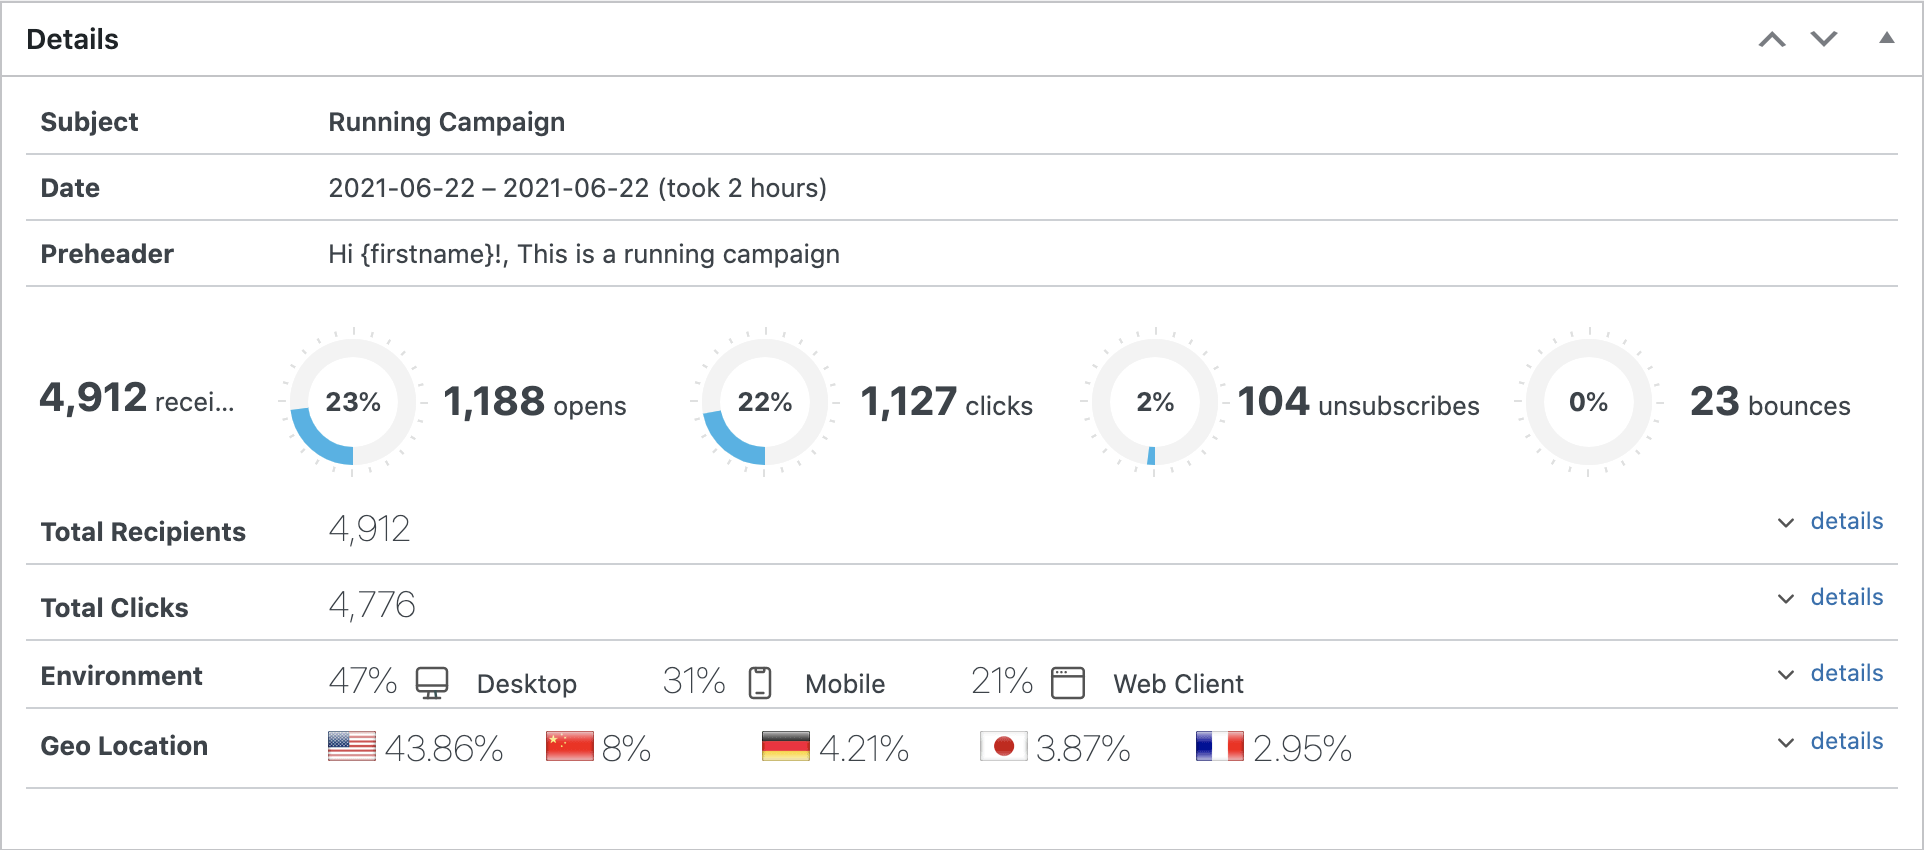 Details
Subject Running Campaign
Date 2021-06-22 – 2021-06-22 (took 2 hours)
Preheader Hi {firstname}!, This is a running campaign
4,912 recei... 23% 1,188 opens 22% 1,127 clicks 2% 104 unsubscribes 0% 23 bounces
Total Recipients 4,912 details
Total Clicks 4,776 details
Environment 47% Desktop 31% Mobile 21% Web Client details
Geo Location 43.86% 8% 4.21% 3.87% 2.95% details